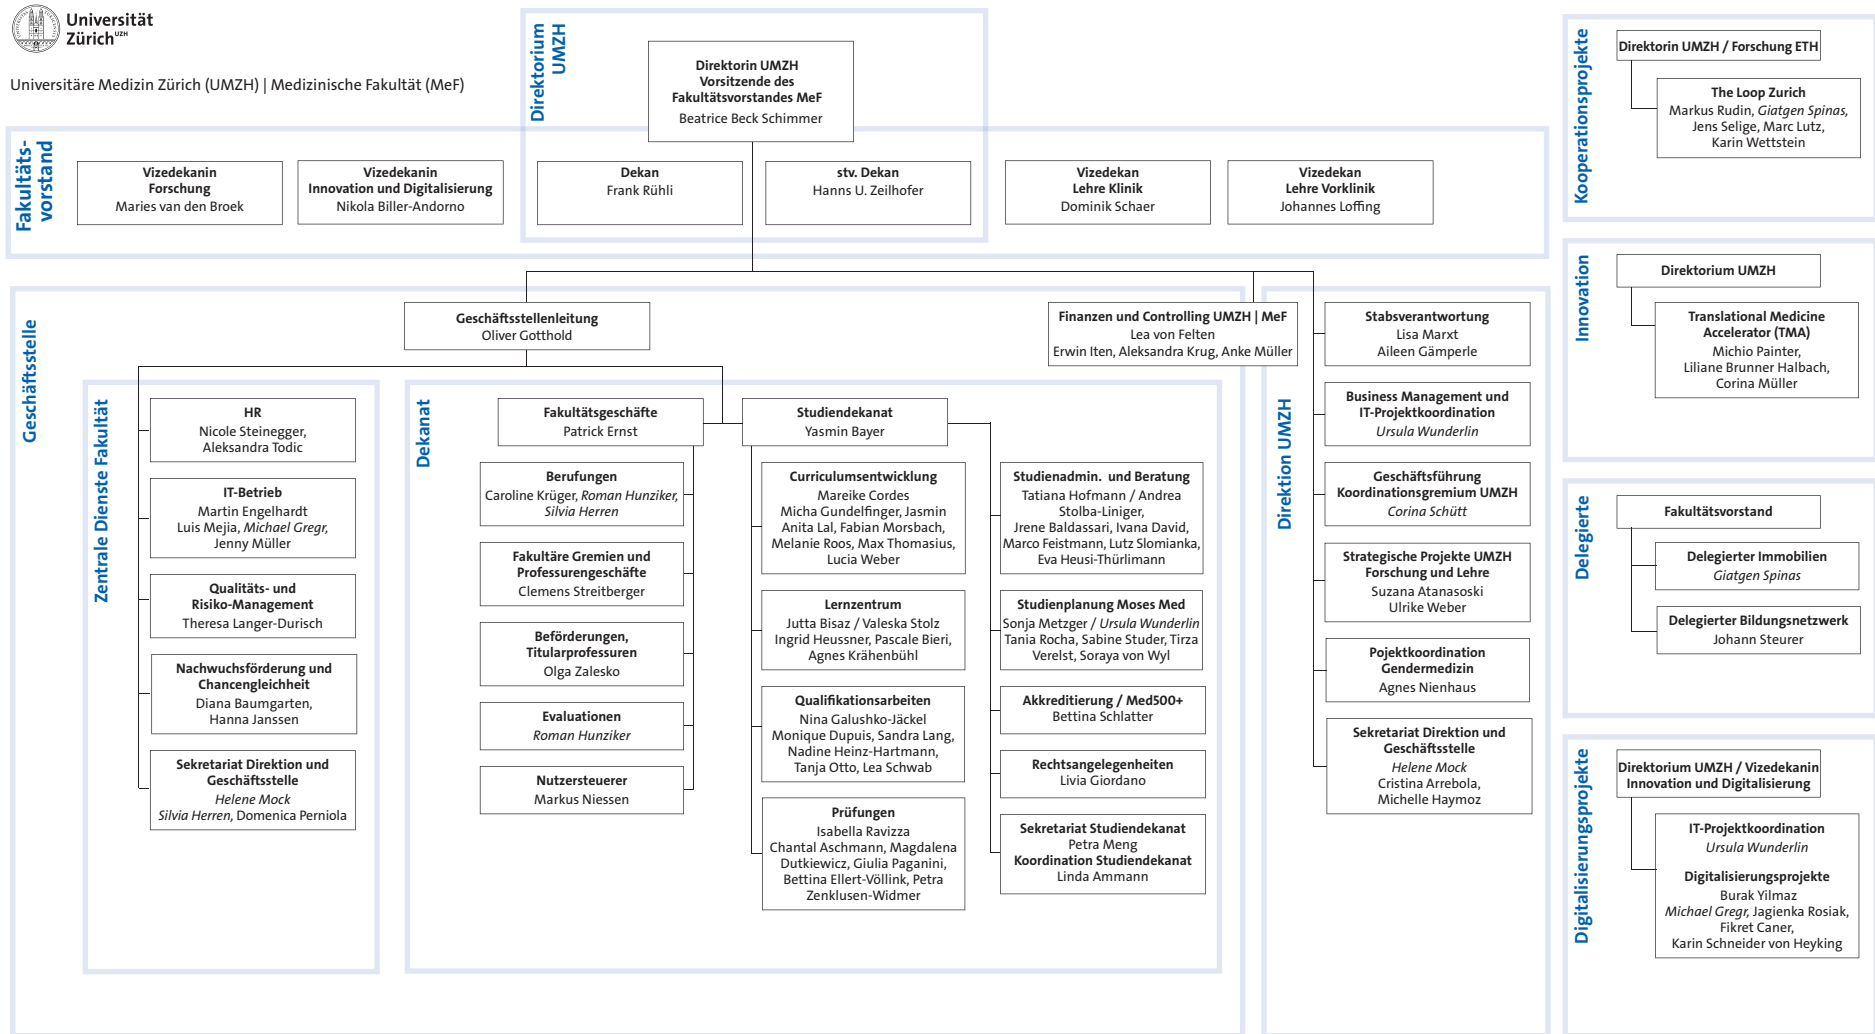 Universität
Zürich UZH
Universitäre Medizin Zürich (UMZH) | Medizinische Fakultät (MeF)
Direktorium
UMZH
Direktorin UMZH
Vorsitzende des
Fakultätsvorstandes MeF
Beatrice Beck Schimmer
Fakultäts-
vorstand
Vizedekanin
Forschung
Maries van den Broek
Vizedekanin
Innovation und Digitalisierung
Nikola Biller-Andorno
Dekan
Frank Rühli
stv. Dekan
Hanns U. Zeilhofer
Vizedekan
Lehre Klinik
Dominik Schaer
Vizedekan
Lehre Vorklinik
Johannes Loffing
Geschäftsstelle
Geschäftsstellenleitung
Oliver Gotthold
Finanzen und Controlling UMZH | MeF
Lea von Felten
Erwin Iten, Aleksandra Krug, Anke Müller
Zentrale Dienste Fakultät
HR
Nicole Steinegger,
Aleksandra Todic
IT-Betrieb
Martin Engelhardt
Luis Mejia, Michael Gregr,
Jenny Müller
Qualitäts- und
Risiko-Management
Theresa Langer-Durisch
Nachwuchsförderung und
Chancengleichheit
Diana Baumgarten,
Hanna Janssen
Sekretariat Direktion und
Geschäftsstelle
Helene Mock
Silvia Herren, Domenica Perniola
Dekanat
Fakultätsgeschäfte
Patrick Ernst
Berufungen
Caroline Krüger, Roman Hunziker,
Silvia Herren
Fakultäre Gremien und
Professurengeschäfte
Clemens Streitberger
Beförderungen,
Titularprofessuren
Olga Zalesko
Evaluationen
Roman Hunziker
Nutzersteuerer
Markus Niessen
Studiendekanat
Yasmin Bayer
Curriculumsentwicklung
Mareike Cordes
Micha Gundelfinger, Jasmin
Anita Lal, Fabian Morsbach,
Melanie Roos, Max Thomasius,
Lucia Weber
Lernzentrum
Jutta Bisaz / Valeska Stolz
Ingrid Heussner, Pascale Bieri,
Agnes Krähenbühl
Qualifikationsarbeiten
Nina Galushko-Jäckel
Monique Dupuis, Sandra Lang,
Nadine Heinz-Hartmann,
Tanja Otto, Lea Schwab
Prüfungen
Isabella Ravizza
Chantal Aschmann, Magdalena
Dutkiewicz, Giulia Paganini,
Bettina Ellert-Völlink, Petra
Zenklusen-Widmer
Studienadmin. und Beratung
Tatiana Hofmann / Andrea
Stolba-Liniger,
Jrene Baldassari, Ivana David,
Marco Feistmann, Lutz Slomianka,
Eva Heusi-Thürlimann
Studienplanung Moses Med
Sonja Metzger / Ursula Wunderlin
Tania Rocha, Sabine Studer, Tirza
Verelst, Soraya von Wyl
Akkreditierung / Med500+
Bettina Schlatter
Rechtsangelegenheiten
Livia Giordano
Sekretariat Studiendekanat
Petra Meng
Koordination Studiendekanat
Linda Ammann
Direktion UMZH
Stabsverantwortung
Lisa Marxt
Aileen Gämperle
Business Management und
IT-Projektkoordination
Ursula Wunderlin
Geschäftsführung
Koordinationsgremium UMZH
Corina Schütt
Strategische Projekte UMZH
Forschung und Lehre
Suzana Atanasoski
Ulrike Weber
Pojektkoordination
Gendermedizin
Agnes Nienhaus
Sekretariat Direktion und
Geschäftsstelle
Helene Mock
Cristina Arrebola,
Michelle Haymoz
Kooperationsprojekte
Direktorin UMZH / Forschung ETH
The Loop Zurich
Markus Rudin, Giatgen Spinas,
Jens Selige, Marc Lutz,
Karin Wettstein
Innovation
Direktorium UMZH
Translational Medicine
Accelerator (TMA)
Michio Painter,
Liliane Brunner Halbach,
Corina Müller
Delegierte
Fakultätsvorstand
Delegierter Immobilien
Giatgen Spinas
Delegierter Bildungsnetzwerk
Johann Steurer
Digitalisierungsprojekte
Direktorium UMZH / Vizedekanin
Innovation und Digitalisierung
IT-Projektkoordination
Ursula Wunderlin
Digitalisierungsprojekte
Burak Yilmaz
Michael Gregr, Jagienka Rosiak,
Fikret Caner,
Karin Schneider von Heyking